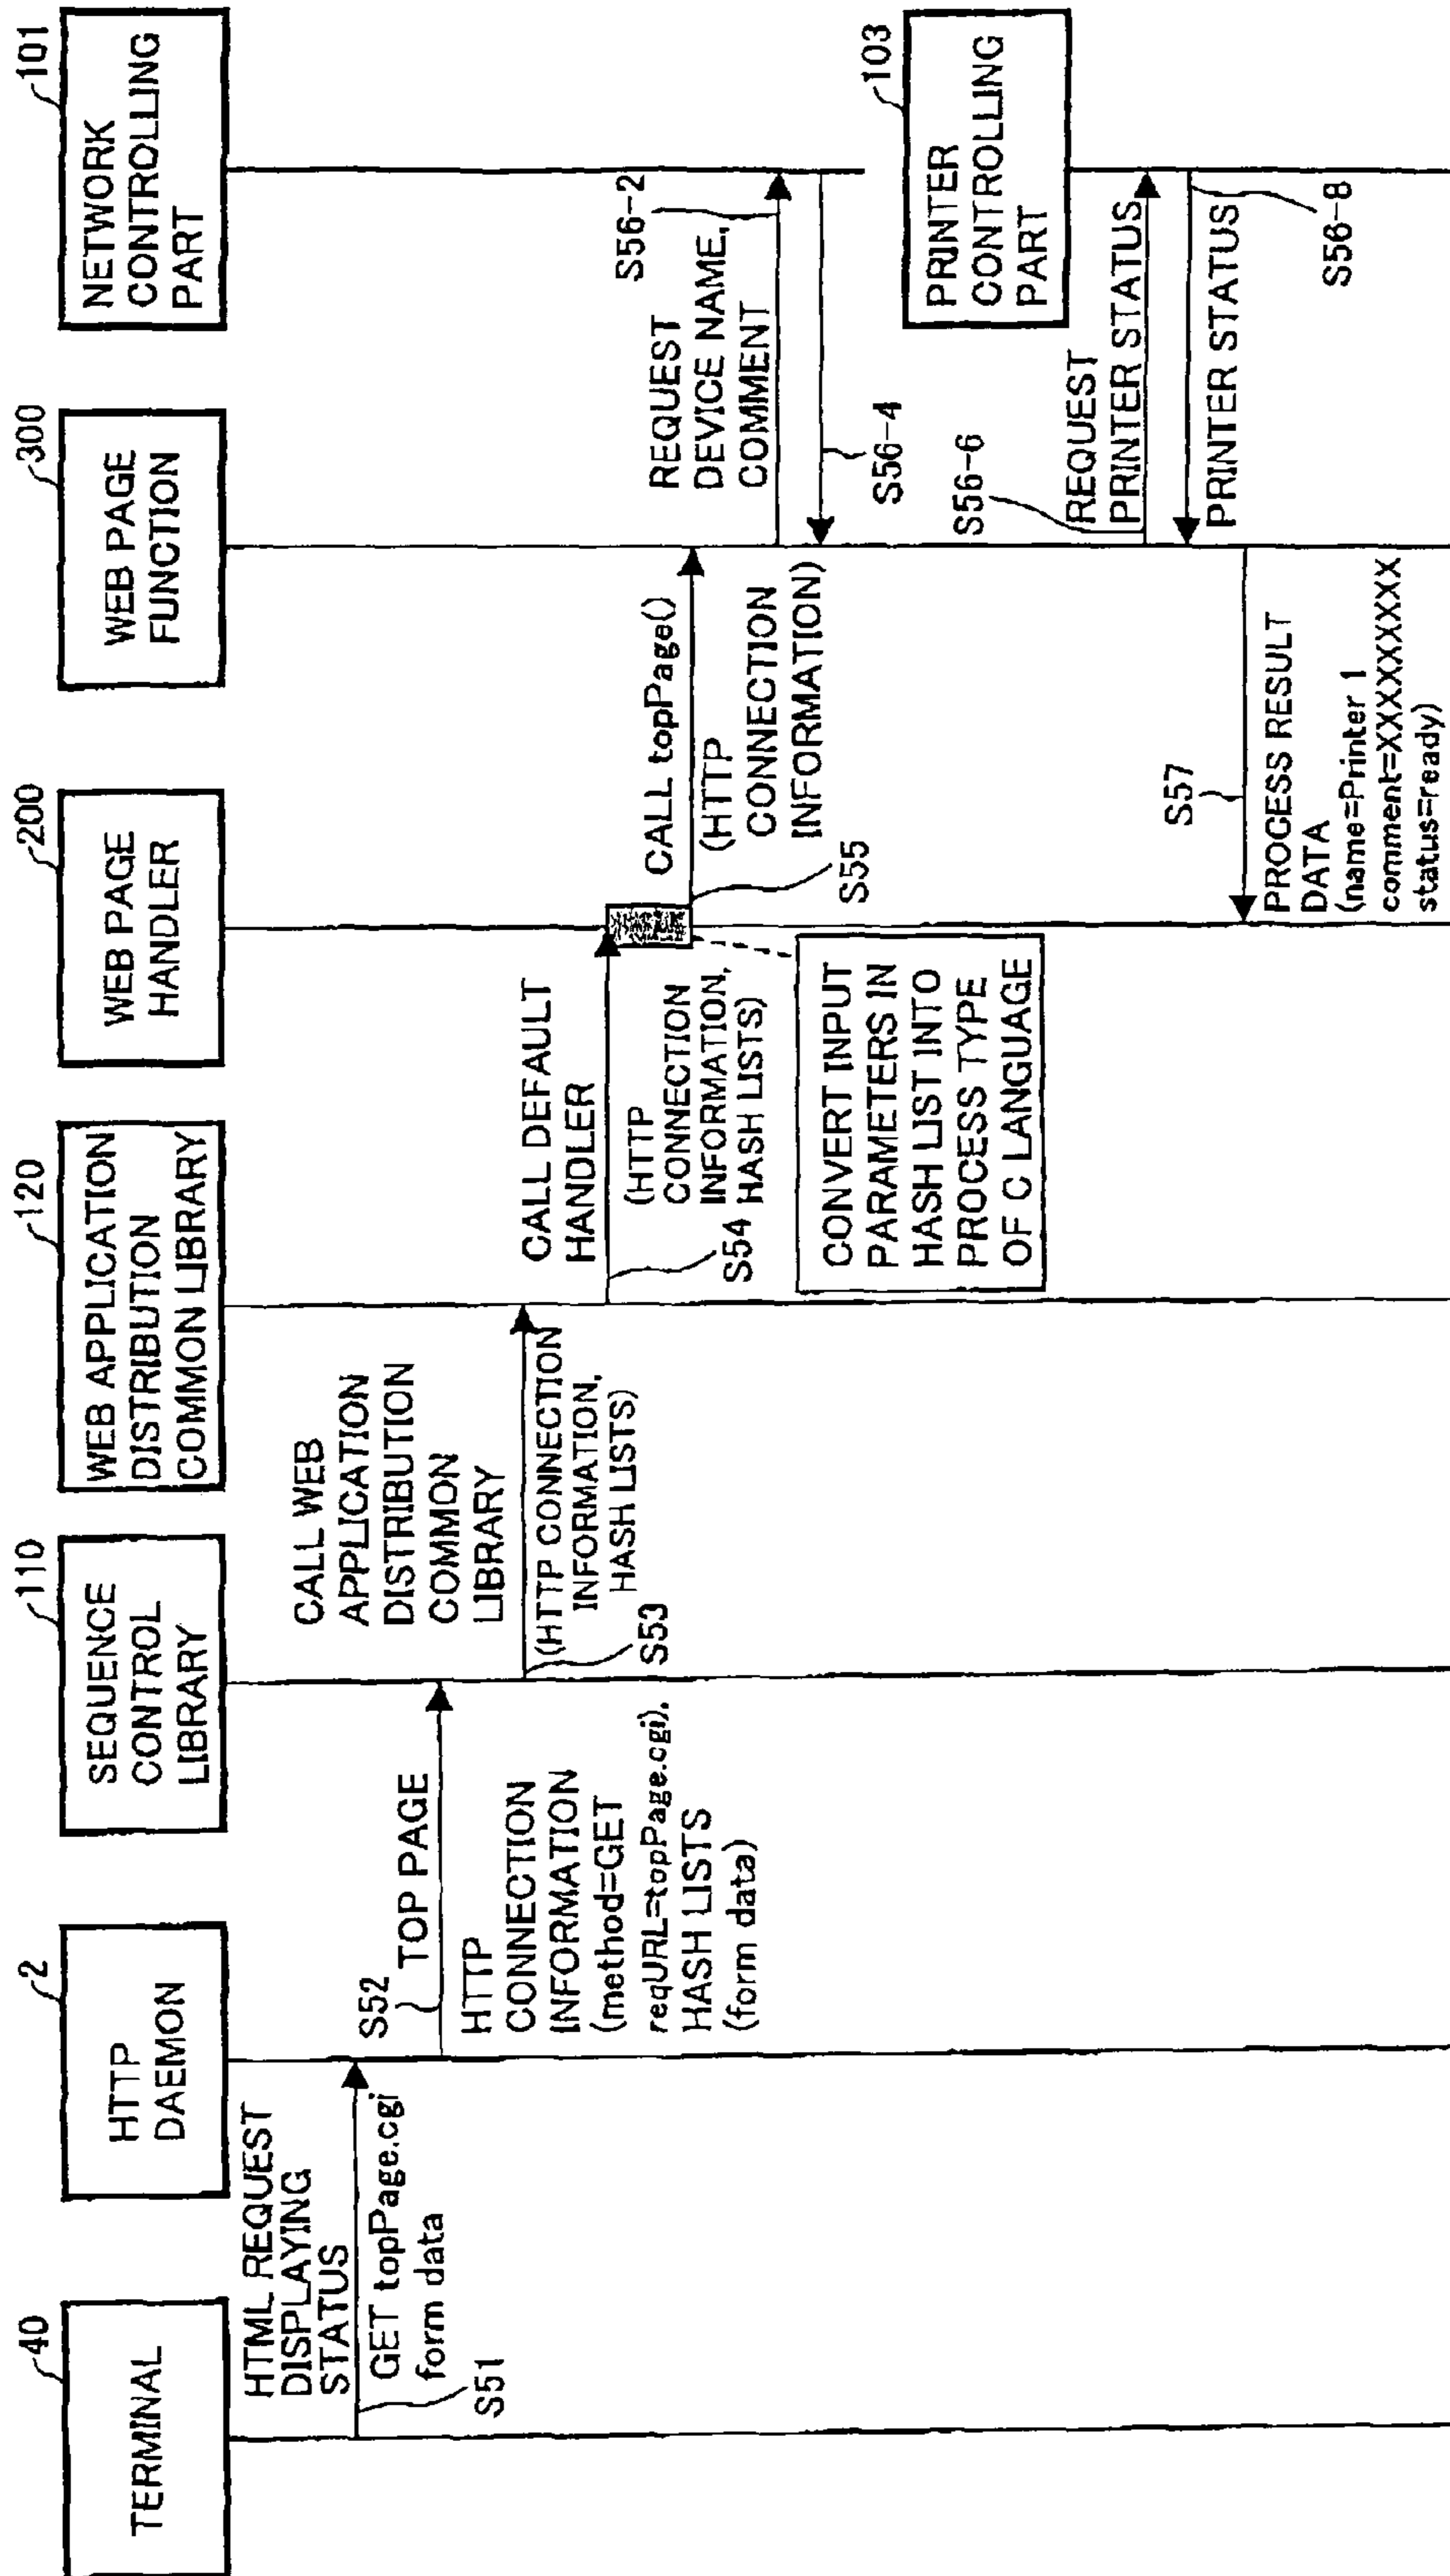 40
TERMINAL
2
HTTP
DAEMON
110
SEQUENCE
CONTROL
LIBRARY
120
WEB APPLICATION
DISTRIBUTION
COMMON LIBRARY
200
WEB PAGE
HANDLER
300
WEB PAGE
FUNCTION
101
NETWORK
CONTROLLING
PART
HTML REQUEST
DISPLAYING
STATUS
GET topPage.cgi
form data
S51
S52
TOP PAGE
HTTP
CONNECTION
INFORMATION
(method=GET
reqURL=topPage.cgi),
HASH LISTS
(form data)
CALL WEB
APPLICATION
DISTRIBUTION
COMMON
LIBRARY
(HTTP CONNECTION
INFORMATION,
HASH LISTS)
S53
CALL DEFAULT
HANDLER
(HTTP
CONNECTION
INFORMATION,
HASH LISTS)
S54
CONVERT INPUT
PARAMETERS IN
HASH LIST INTO
PROCESS TYPE
OF C LANGUAGE
CALL topPage()
(HTTP
CONNECTION
INFORMATION)
S55
S56-2
REQUEST
DEVICE NAME,
COMMENT
S56-4
103
PRINTER
CONTROLLING
PART
S56-6
REQUEST
PRINTER STATUS
PRINTER STATUS
S56-8
S57
PROCESS RESULT
DATA
(name=Printer 1
comment=XXXXXXXXX
status=ready)